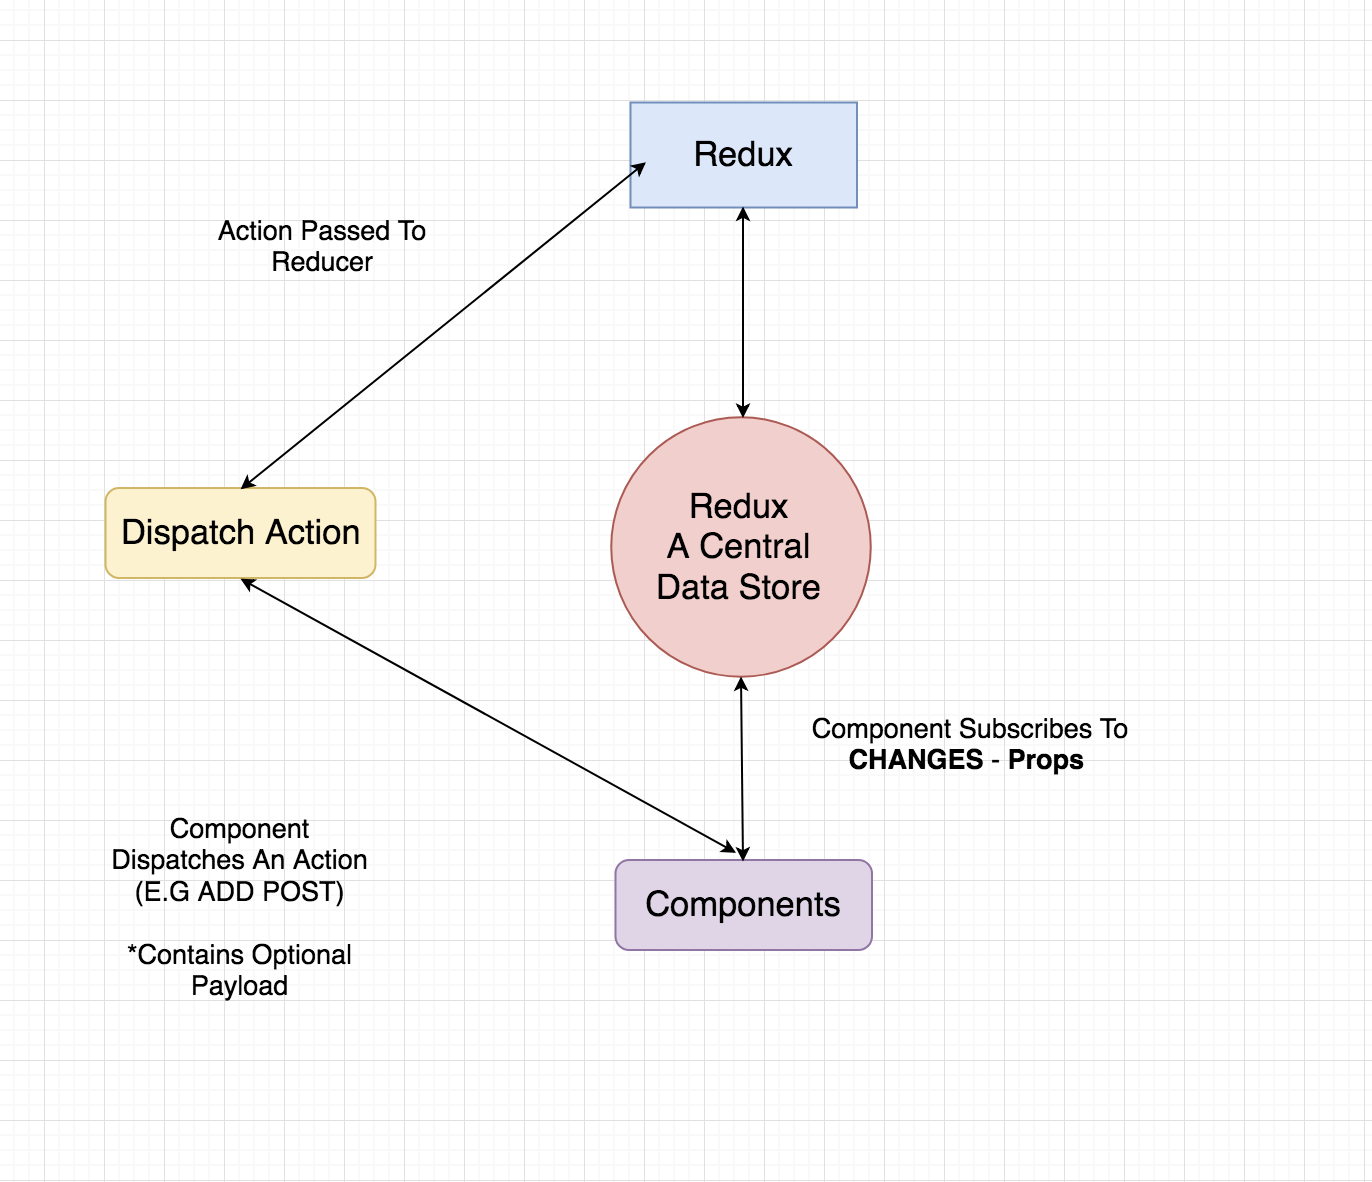 Redux
Action Passed To
Reducer
Dispatch Action
Redux
A Central
Data Store
Component Subscribes To
CHANGES - Props
Component
Dispatches An Action
(E.G ADD POST)
*Contains Optional
Payload
Components